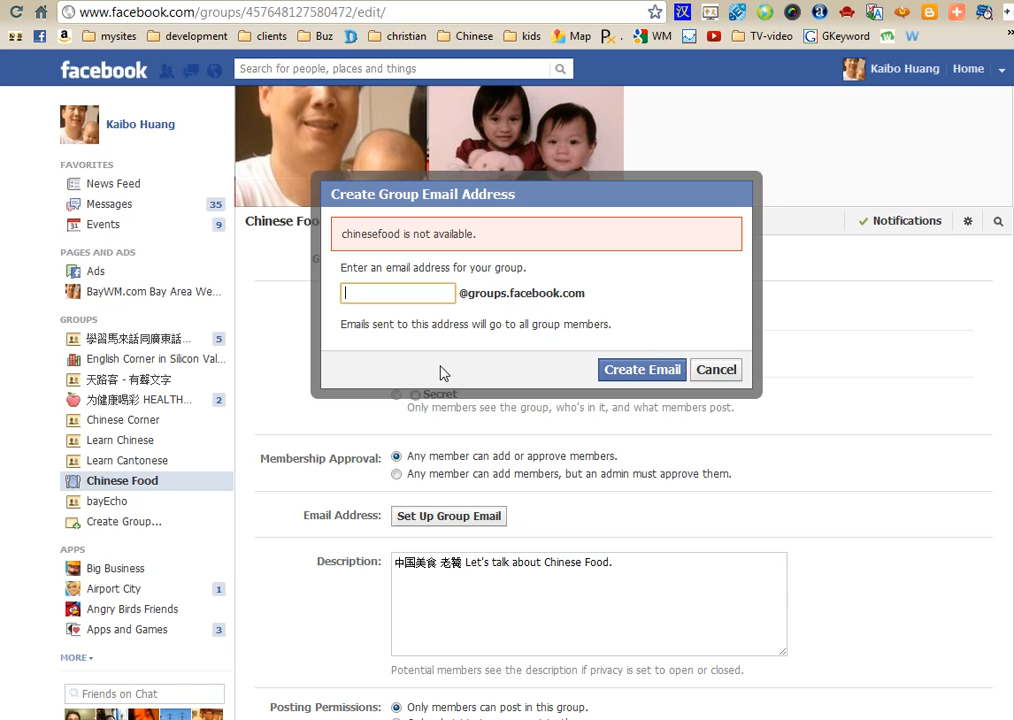 www.facebook.com/groups/457648127580472/edit/
mysites development clients Buz christian Chinese kids Map WM TV-video GKeyword
facebook Search for people, places and things Kaibo Huang Home
Kaibo Huang
FAVORITES
News Feed
Messages 35
Events 9
PAGES AND ADS
Ads
BayWM.com Bay Area We...
GROUPS
學習馬來話同廣東話... 5
English Corner in Silicon Val...
天路客 - 有聲文字
为健康喝彩 HEALTH... 2
Chinese Corner
Learn Chinese
Learn Cantonese
Chinese Food
bayEcho
Create Group...
APPS
Big Business
Airport City 1
Angry Birds Friends
Apps and Games 3
MORE
Friends on Chat
Chinese Foo
Notifications
Create Group Email Address
chinesefood is not available.
Enter an email address for your group.
@groups.facebook.com
Emails sent to this address will go to all group members.
Create Email Cancel
Secret
Only members see the group, who's in it, and what members post.
Membership Approval: Any member can add or approve members.
Any member can add members, but an admin must approve them.
Email Address: Set Up Group Email
Description: 中国美食 老饕 Let's talk about Chinese Food.
Potential members see the description if privacy is set to open or closed.
Posting Permissions: Only members can post in this group.